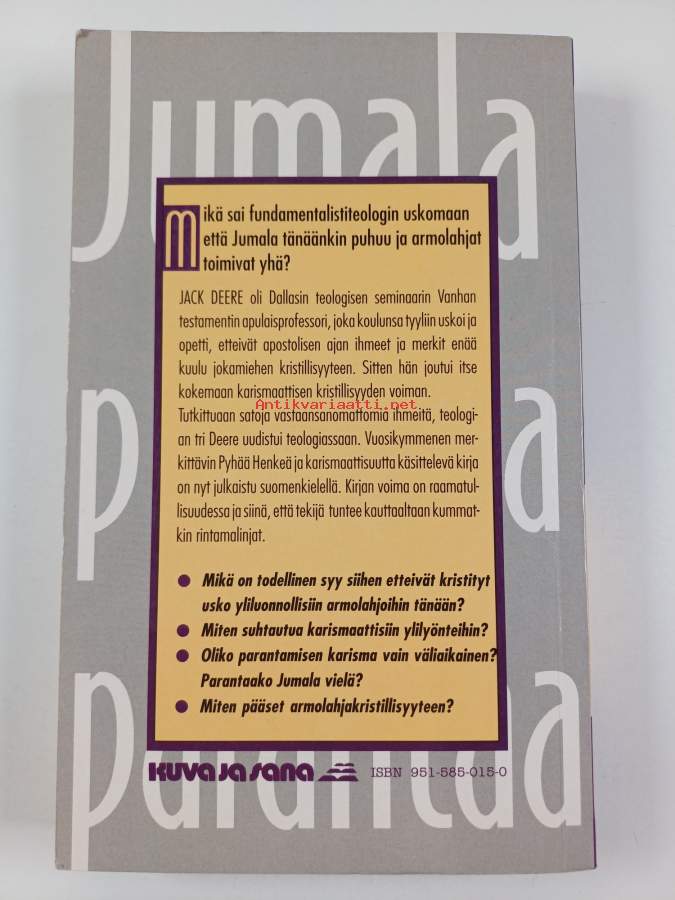 Jumala
p
a
parantaa
Mikä sai fundamentalistiteologin uskomaan
että Jumala tänäänkin puhuu ja armolahjat
toimivat yhä?
JACK DEERE oli Dallasin teologisen seminaarin Vanhan
testamentin apulaisprofessori, joka koulunsa tyyliin uskoi ja
opetti, etteivät apostolisen ajan ihmeet ja merkit enää
kuulu jokamiehen kristillisyyteen. Sitten hän joutui itse
kokemaan karismaattisen kristillisyyden voiman.
Antikvariaatti.net
Tutkittuaan satoja vastaansanomattomia ihmeitä, teologi-
an tri Deere uudistui teologiassaan. Vuosikymmenen mer-
kittävin Pyhää Henkeä ja karismaattisuutta käsittelevä kirja
on nyt julkaistu suomenkielellä. Kirjan voima on raamatul-
lisuudessa ja siinä, että tekijä tuntee kauttaaltaan kummat-
kin rintamalinjat.
● Mikä on todellinen syy siihen etteivät kristityt
usko yliluonnollisiin armolahjoihin tänään?
● Miten suhtautua karismaattisiin ylilyönteihin?
● Oliko parantamisen karisma vain väliaikainen?
Parantaako Jumala vielä?
● Miten pääset armolahjakristillisyyteen?
kuva ja sana
ISBN 951-585-015-0